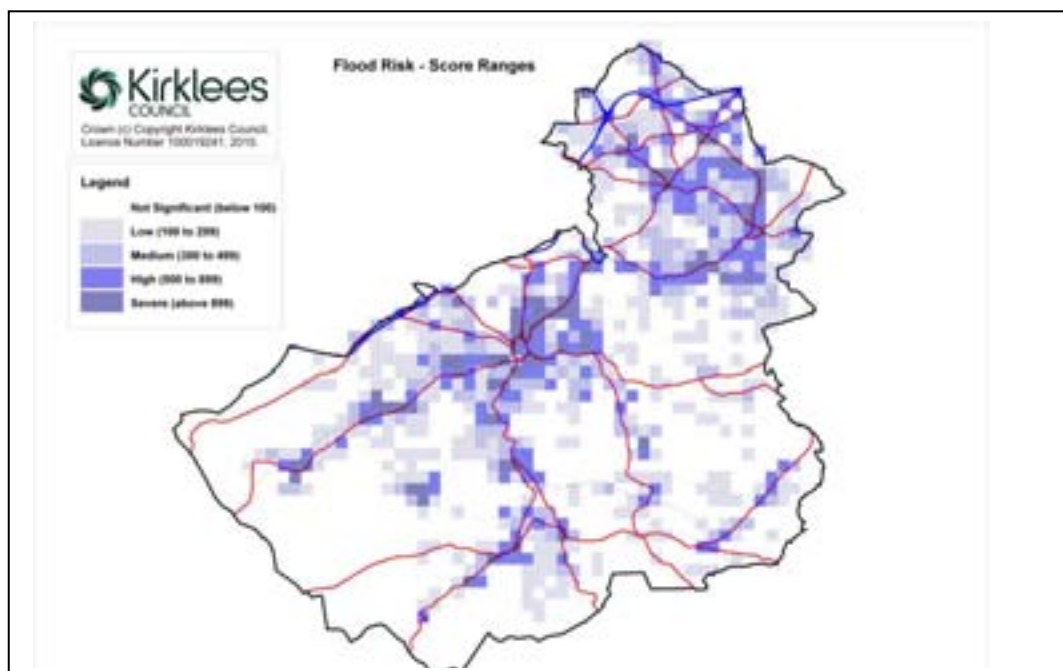 Flood Risk - Score Ranges
Kirklees
COUNCIL
Crown (c) Copyright Kirklees Council.
Licence Number 100019241, 2010.
Legend
Not Significant (below 100)
Low (100 to 299)
Medium (300 to 499)
High (500 to 899)
Severe (above 899)